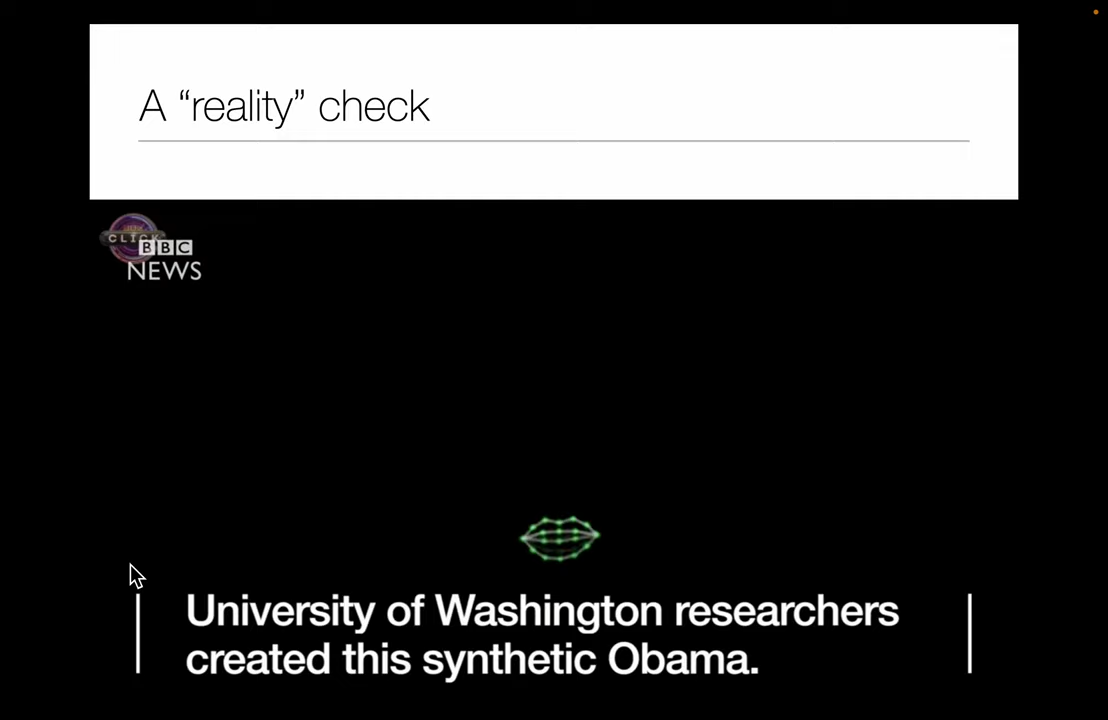 A “reality” check
CLICK
BBC
NEWS
University of Washington researchers
created this synthetic Obama.